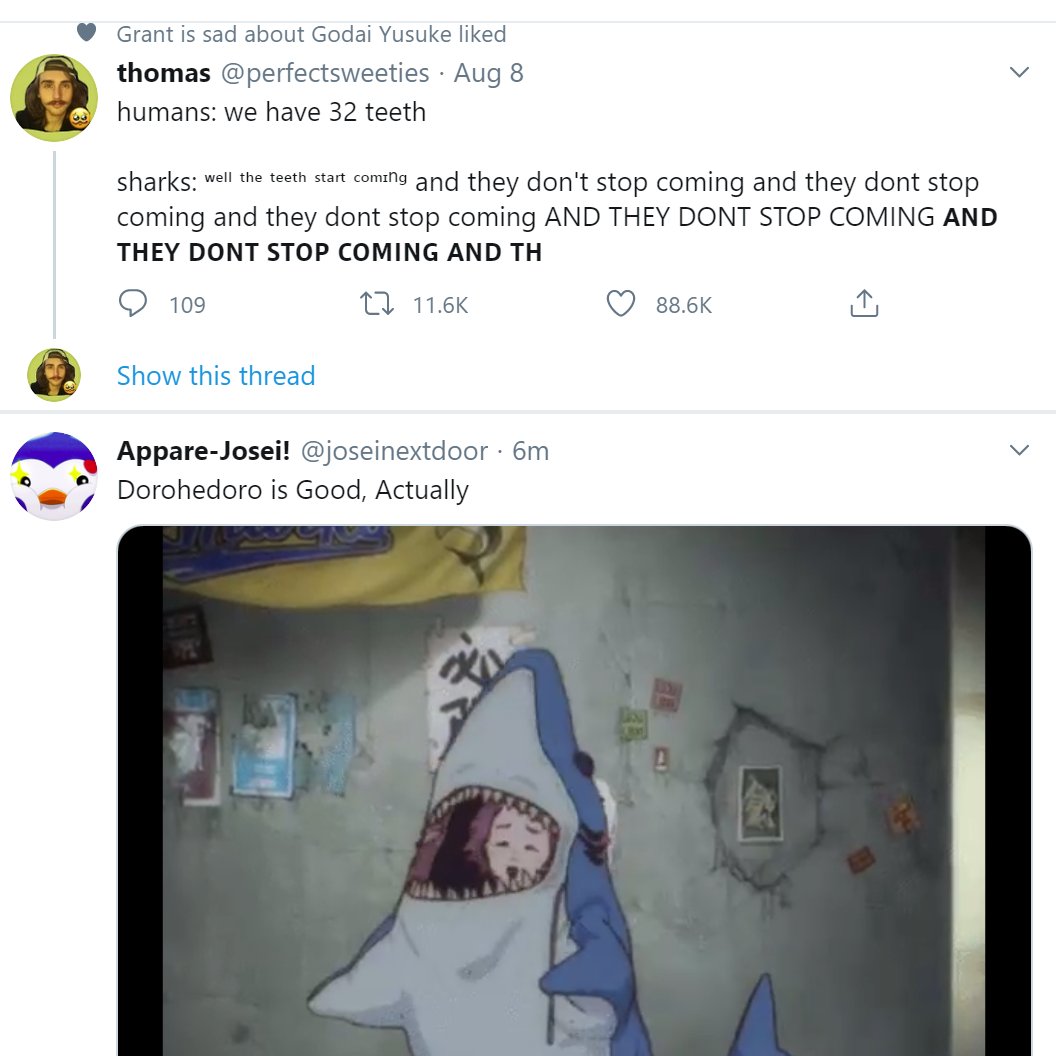 Grant is sad about Godai Yusuke liked
thomas @perfectsweeties · Aug 8
humans: we have 32 teeth
sharks: ʷᵉˡˡ ᵗʰᵉ ᵗᵉᵉᵗʰ ˢᵗᵃʳᵗ ᶜᵒᵐᶦⁿᵍ and they don't stop coming and they dont stop
coming and they dont stop coming AND THEY DONT STOP COMING AND
THEY DONT STOP COMING AND TH
109 11.6K 88.6K
Show this thread
Appare-Josei! @joseinextdoor · 6m
Dorohedoro is Good, Actually